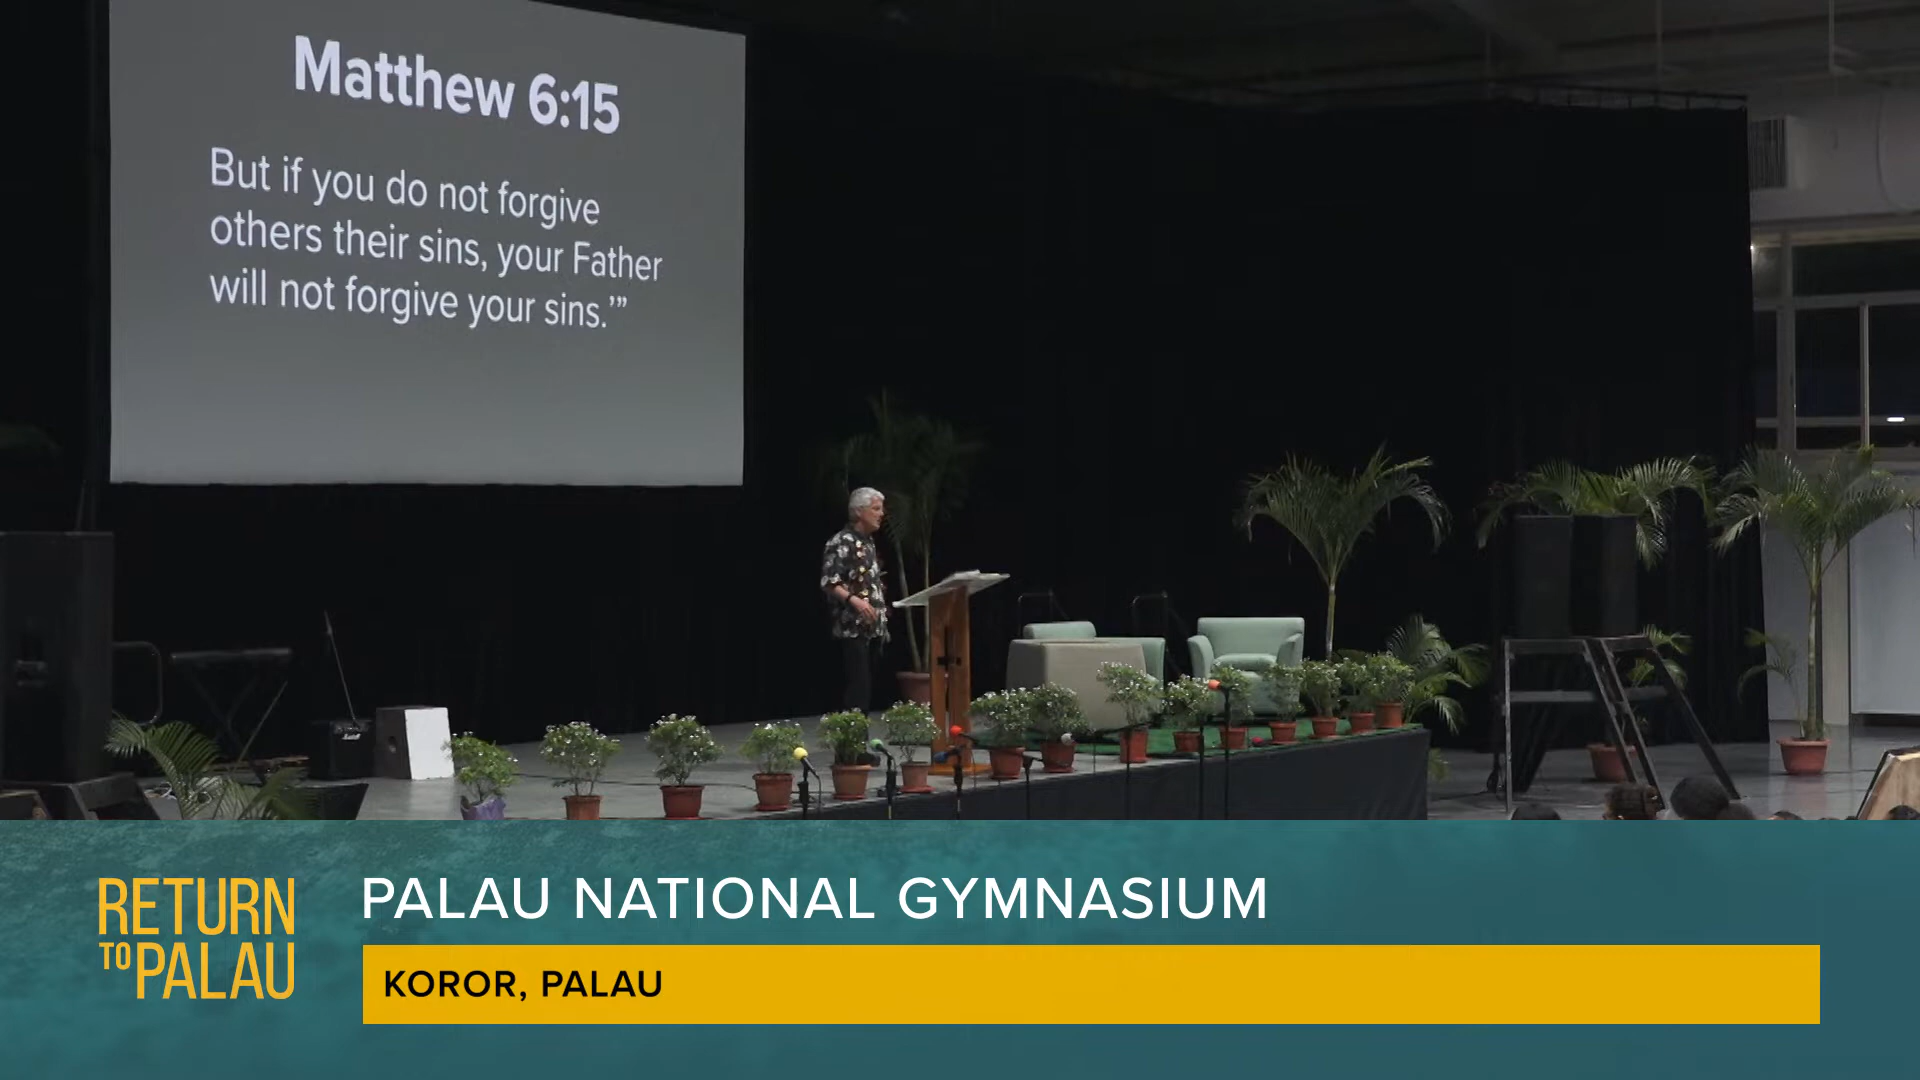 Matthew 6:15
But if you do not forgive
others their sins, your Father
will not forgive your sins.’”
RETURN
TO PALAU
PALAU NATIONAL GYMNASIUM
KOROR, PALAU